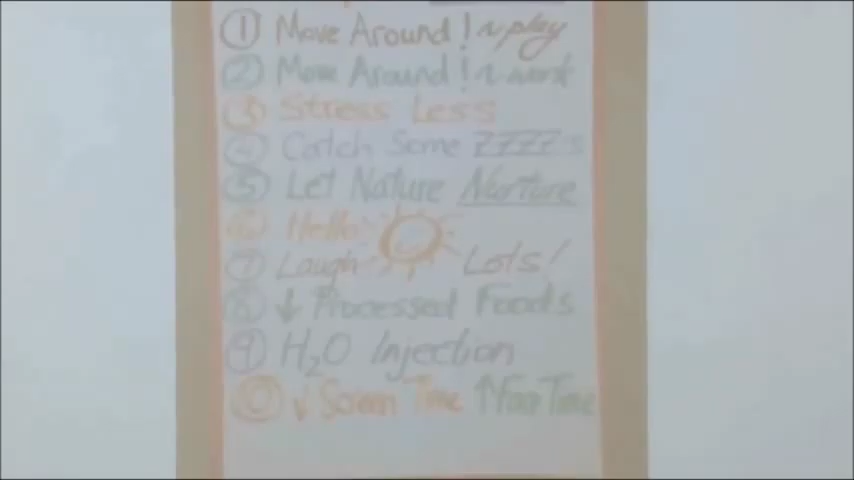 ① Move Around! ~ play
② Move Around! ~ work
③ Stress Less
④ Catch Some ZZZZ's
⑤ Let Nature Nurture
⑥ Hello
⑦ Laugh Lots!
⑧ ↓ Processed Foods
⑨ H₂O Injection
⑩ ↓ Screen Time ↑ Time